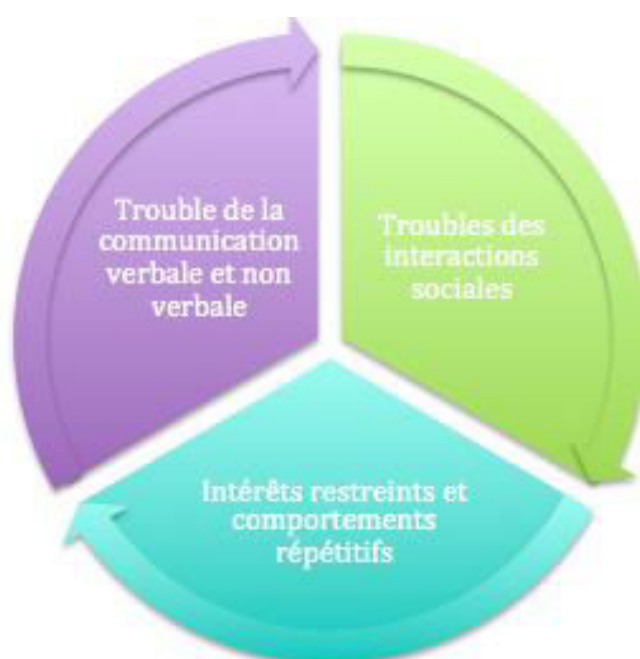 Trouble de la
communication
verbale et non
verbale
Troubles des
interactions
sociales
Intérêts restreints et
comportements
répétitifs